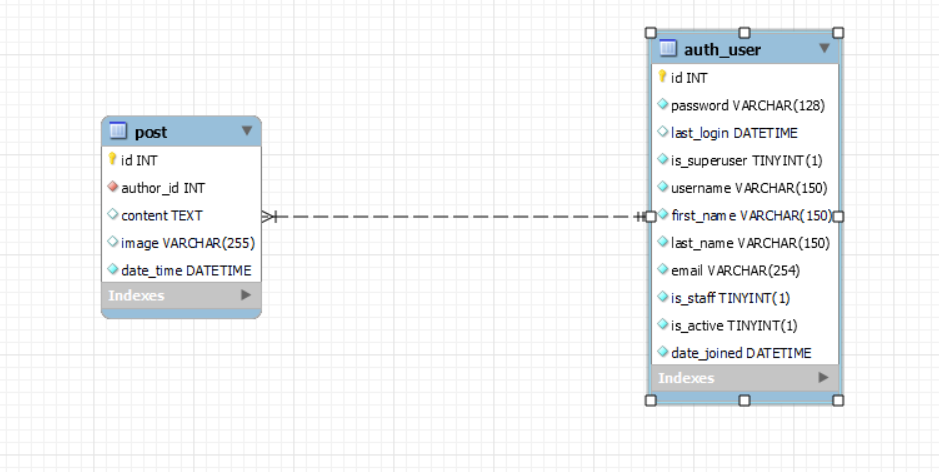 post
id INT
author_id INT
content TEXT
image VARCHAR(255)
date_time DATETIME
Indexes
auth_user
id INT
password VARCHAR(128)
last_login DATETIME
is_superuser TINYINT(1)
username VARCHAR(150)
first_name VARCHAR(150)
last_name VARCHAR(150)
email VARCHAR(254)
is_staff TINYINT(1)
is_active TINYINT(1)
date_joined DATETIME
Indexes